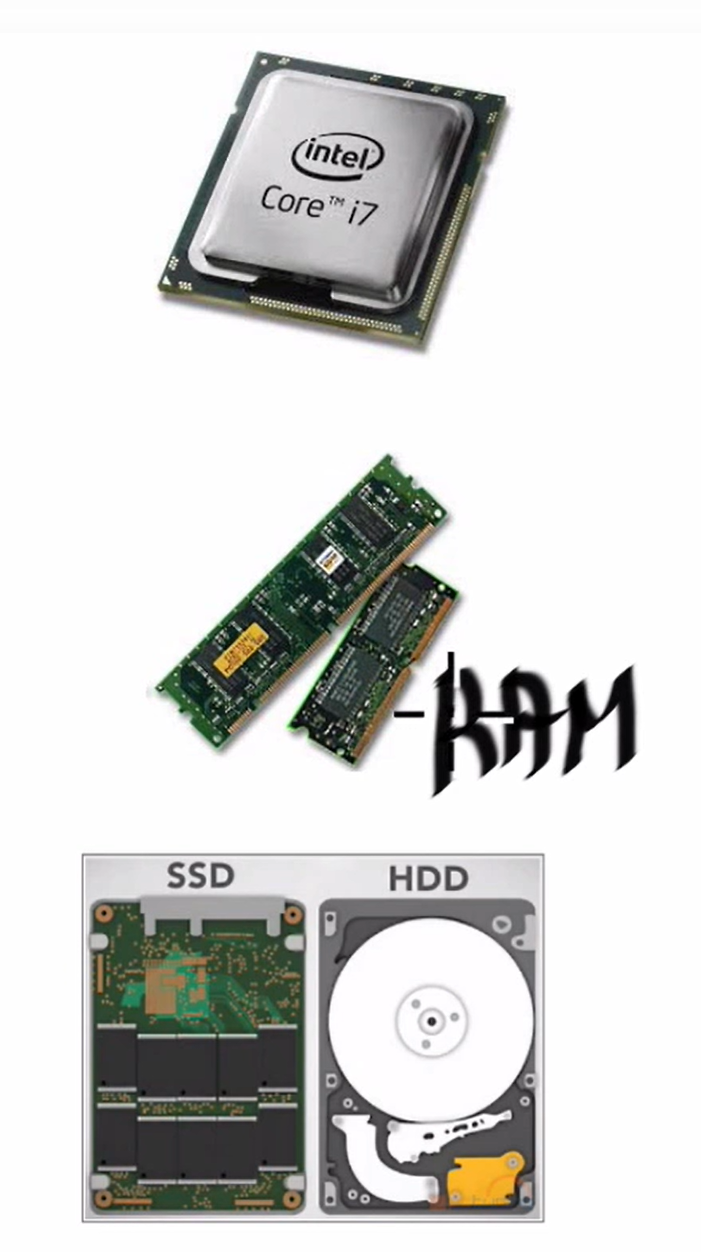 intel
Core™ i7
RAM
SSD HDD